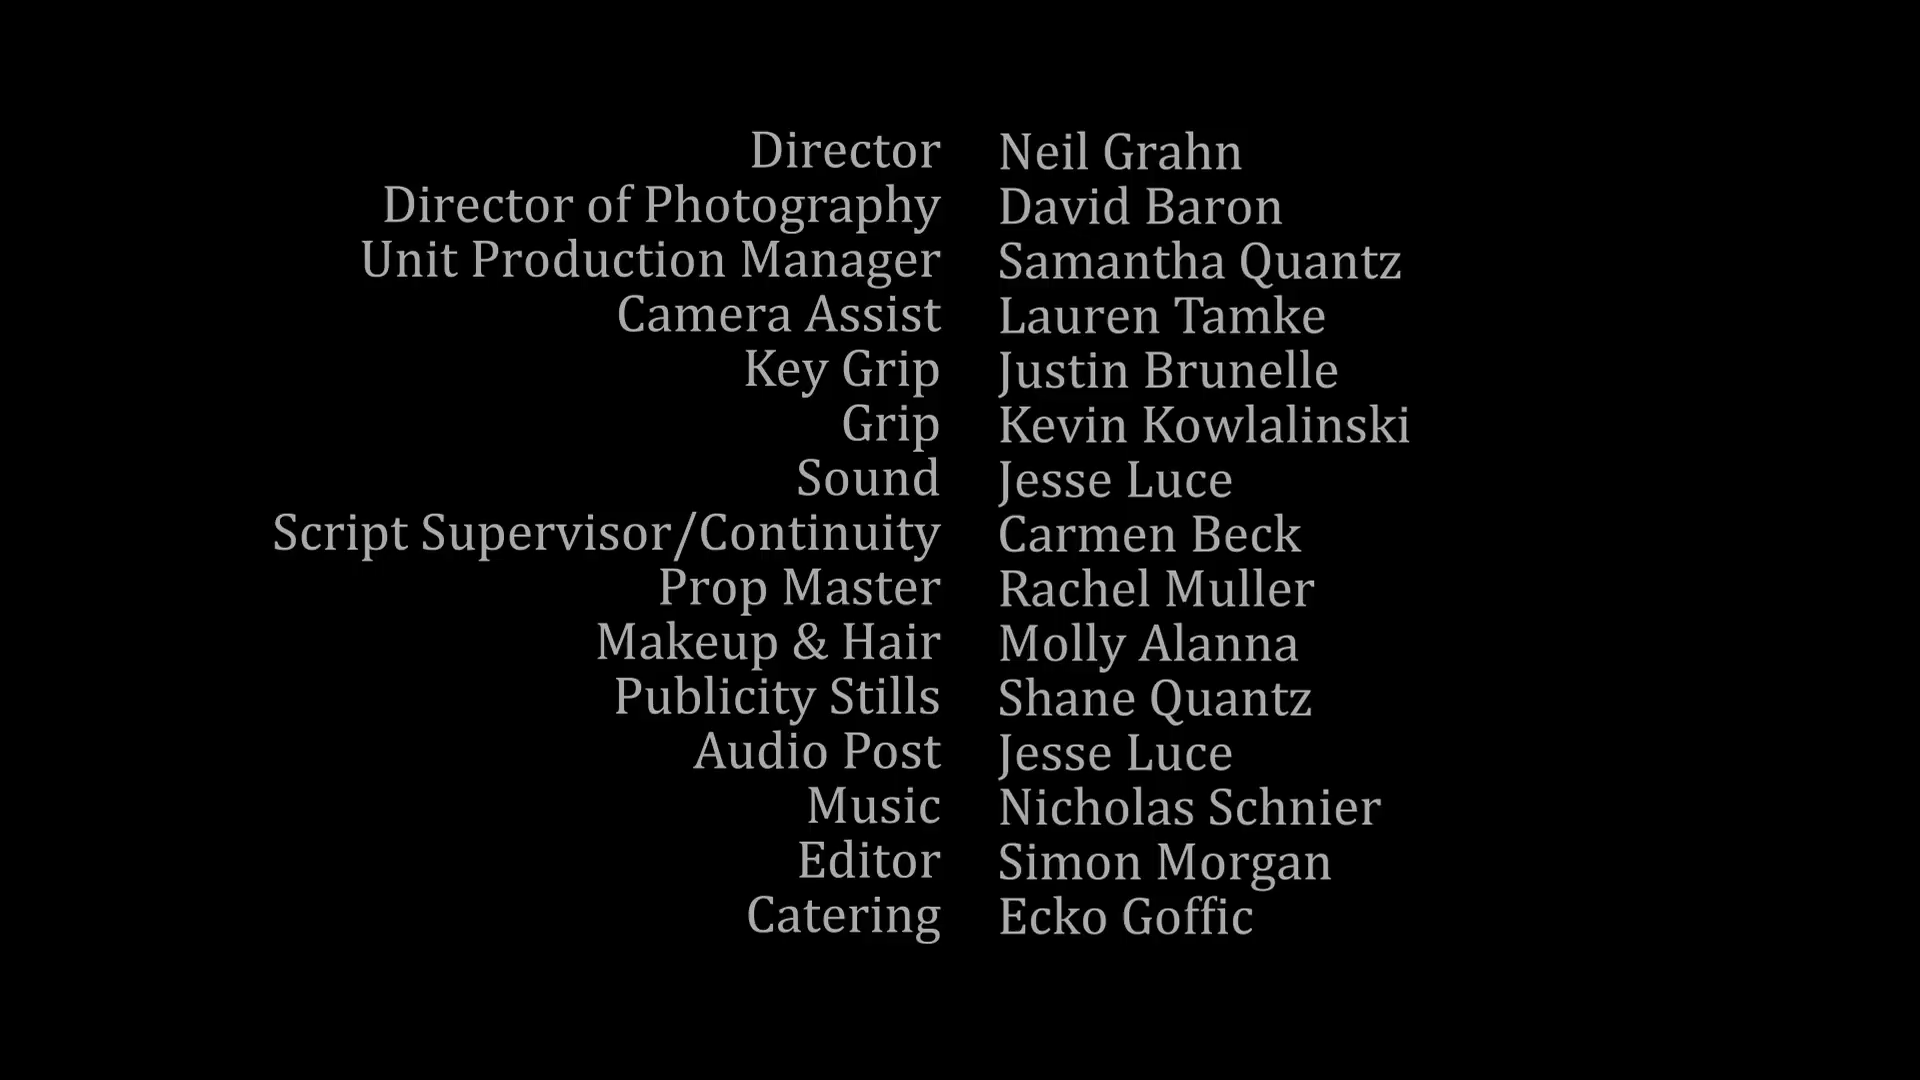 Director Neil Grahn
Director of Photography David Baron
Unit Production Manager Samantha Quantz
Camera Assist Lauren Tamke
Key Grip Justin Brunelle
Grip Kevin Kowlalinski
Sound Jesse Luce
Script Supervisor/Continuity Carmen Beck
Prop Master Rachel Muller
Makeup & Hair Molly Alanna
Publicity Stills Shane Quantz
Audio Post Jesse Luce
Music Nicholas Schnier
Editor Simon Morgan
Catering Ecko Goffic